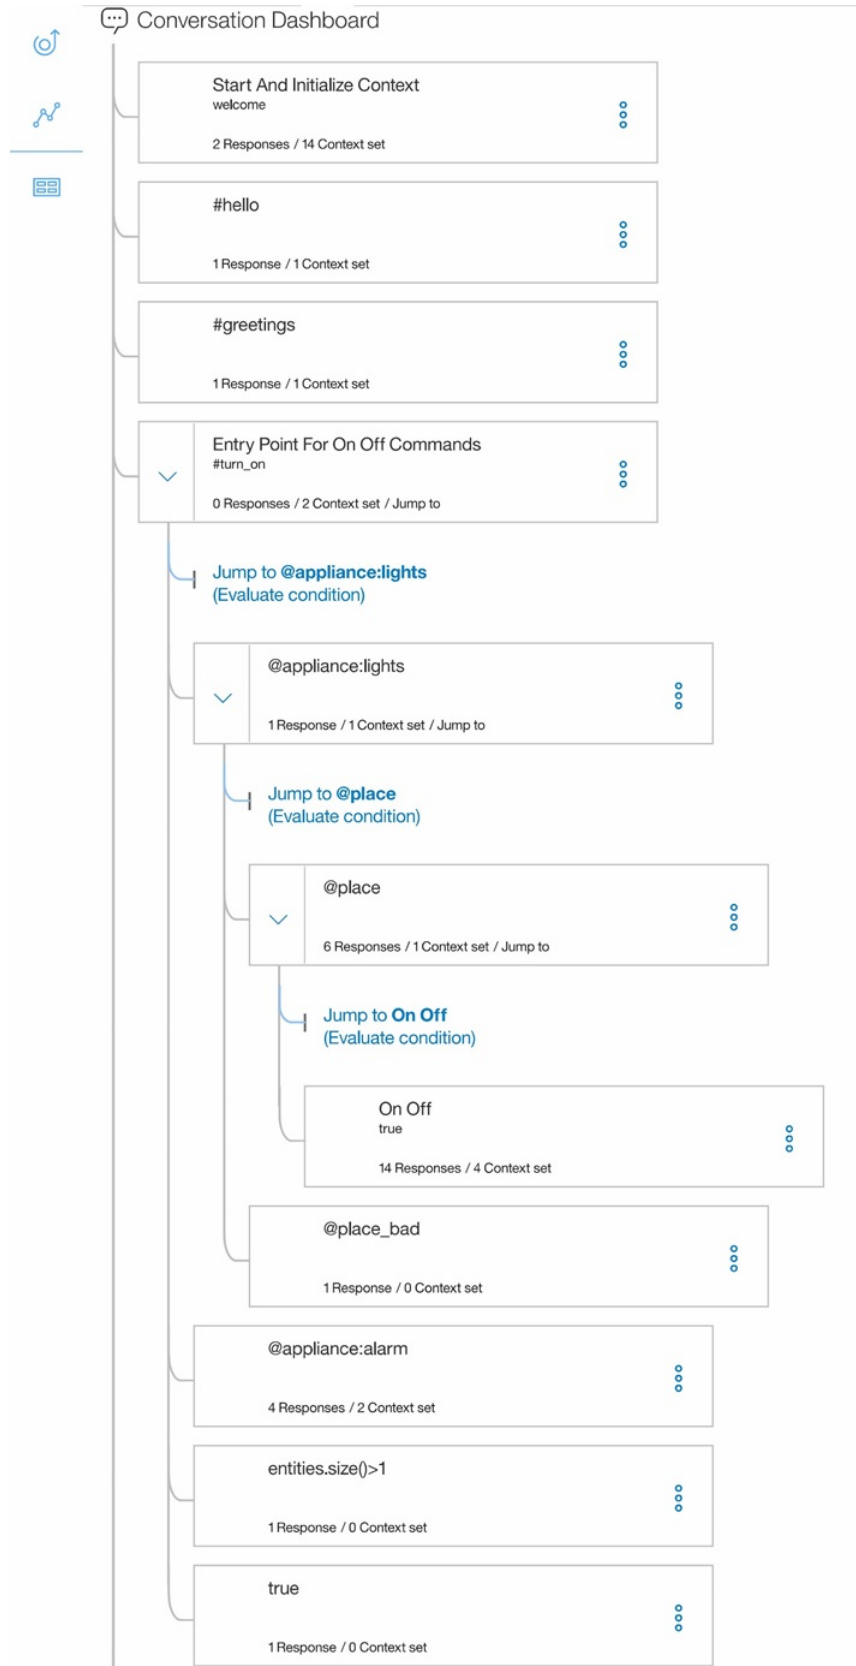 Conversation Dashboard
Start And Initialize Context
welcome
2 Responses / 14 Context set
#hello
1 Response / 1 Context set
#greetings
1 Response / 1 Context set
Entry Point For On Off Commands
#turn_on
0 Responses / 2 Context set / Jump to
Jump to @appliance:lights
(Evaluate condition)
@appliance:lights
1 Response / 1 Context set / Jump to
Jump to @place
(Evaluate condition)
@place
6 Responses / 1 Context set / Jump to
Jump to On Off
(Evaluate condition)
On Off
true
14 Responses / 4 Context set
@place_bad
1 Response / 0 Context set
@appliance:alarm
4 Responses / 2 Context set
entities.size()>1
1 Response / 0 Context set
true
1 Response / 0 Context set